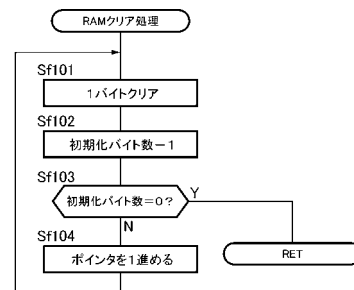 RAMクリア処理
Sf101
1バイトクリア
Sf102
初期化バイト数－1
Sf103
初期化バイト数＝0？
Y
N
Sf104
ポインタを1進める
RET